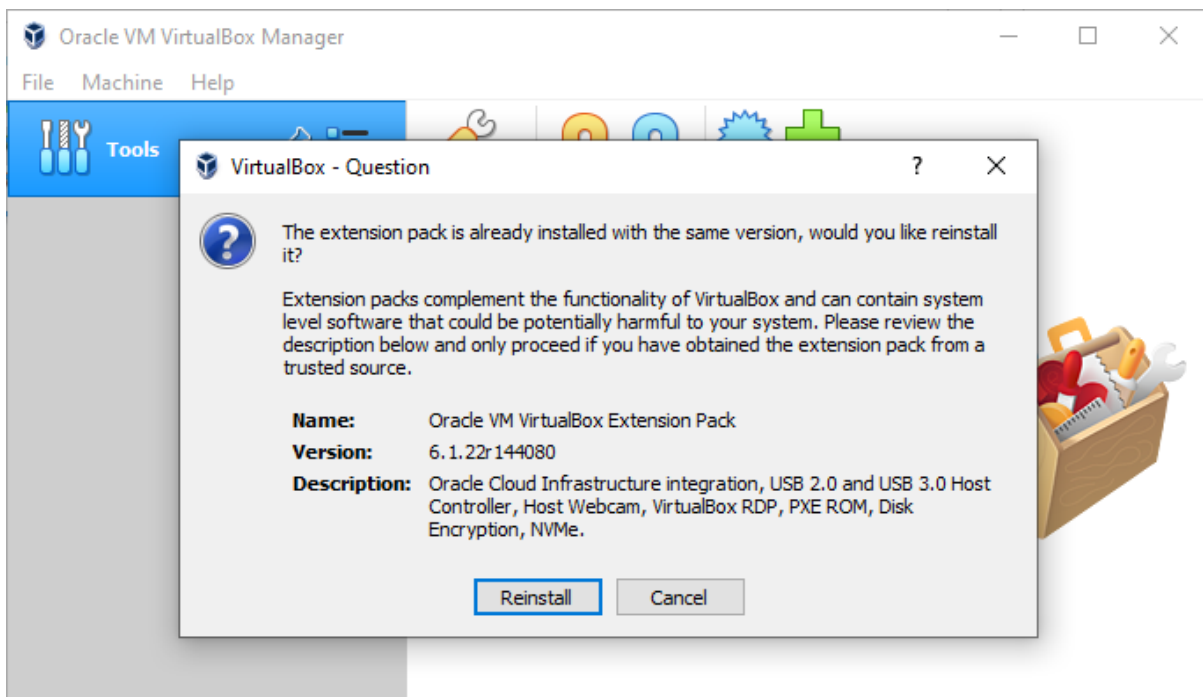 Oracle VM VirtualBox Manager
File Machine Help
Tools
VirtualBox - Question
?
The extension pack is already installed with the same version, would you like reinstall
it?
Extension packs complement the functionality of VirtualBox and can contain system
level software that could be potentially harmful to your system. Please review the
description below and only proceed if you have obtained the extension pack from a
trusted source.
Name: Oracle VM VirtualBox Extension Pack
Version: 6.1.22r144080
Description: Oracle Cloud Infrastructure integration, USB 2.0 and USB 3.0 Host
Controller, Host Webcam, VirtualBox RDP, PXE ROM, Disk
Encryption, NVMe.
Reinstall Cancel